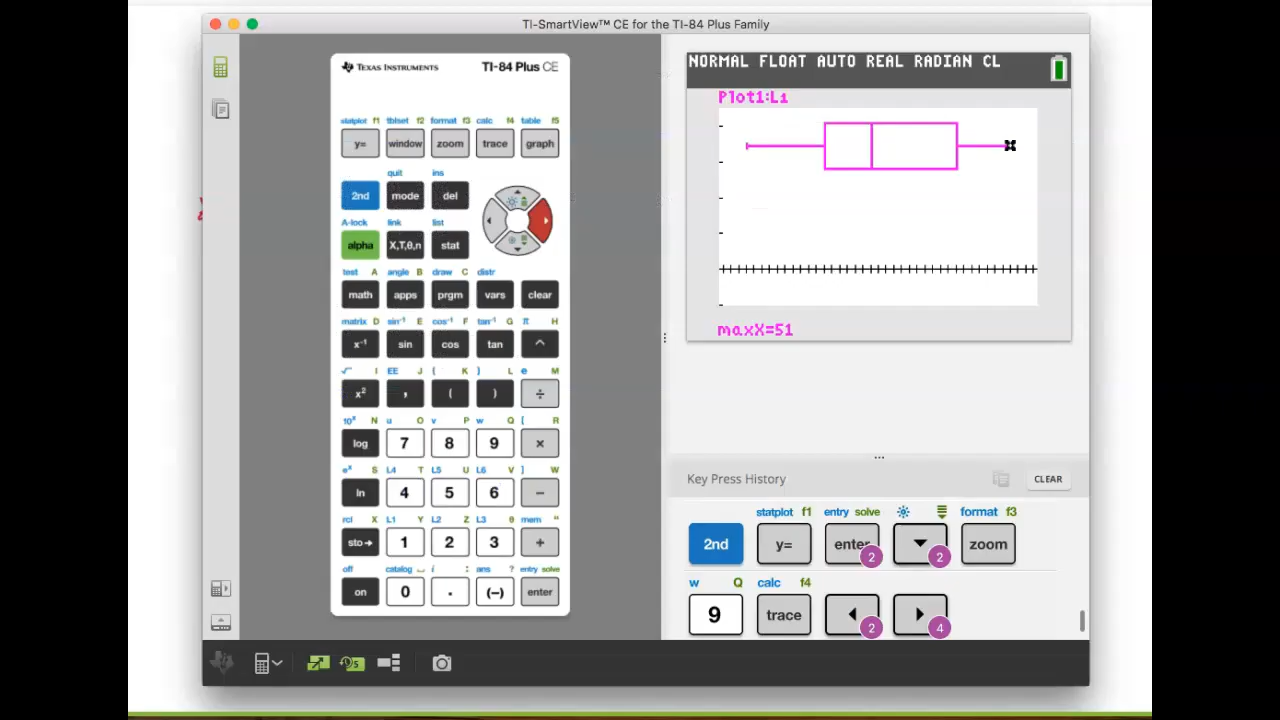 TI-SmartView™ CE for the TI-84 Plus Family
TEXAS INSTRUMENTS TI-84 Plus CE
statplot f1 tblset f2 format f3 calc f4 table f5
y= window zoom trace graph
quit ins
2nd mode del
A-lock link list
alpha X,T,θ,n stat
test A angle B draw C distr
math apps prgm vars clear
matrix D sin⁻¹ E cos⁻¹ F tan⁻¹ G π H
x⁻¹ sin cos tan ^
√ I EE J { K } L e M
x² , ( ) ÷
10ˣ N u O v P w Q [ R
log 7 8 9 ×
eˣ S L4 T L5 U L6 V ] W
ln 4 5 6 −
rcl X L1 Y L2 Z L3 θ mem "
sto→ 1 2 3 +
off catalog ⎵ i : ans ? entry solve
on 0 . (−) enter
NORMAL FLOAT AUTO REAL RADIAN CL
Plot1:L1
maxX=51
Key Press History
CLEAR
statplot f1 entry solve format f3
2nd y= enter 2 2 zoom
w Q calc f4
9 trace 2 4
5